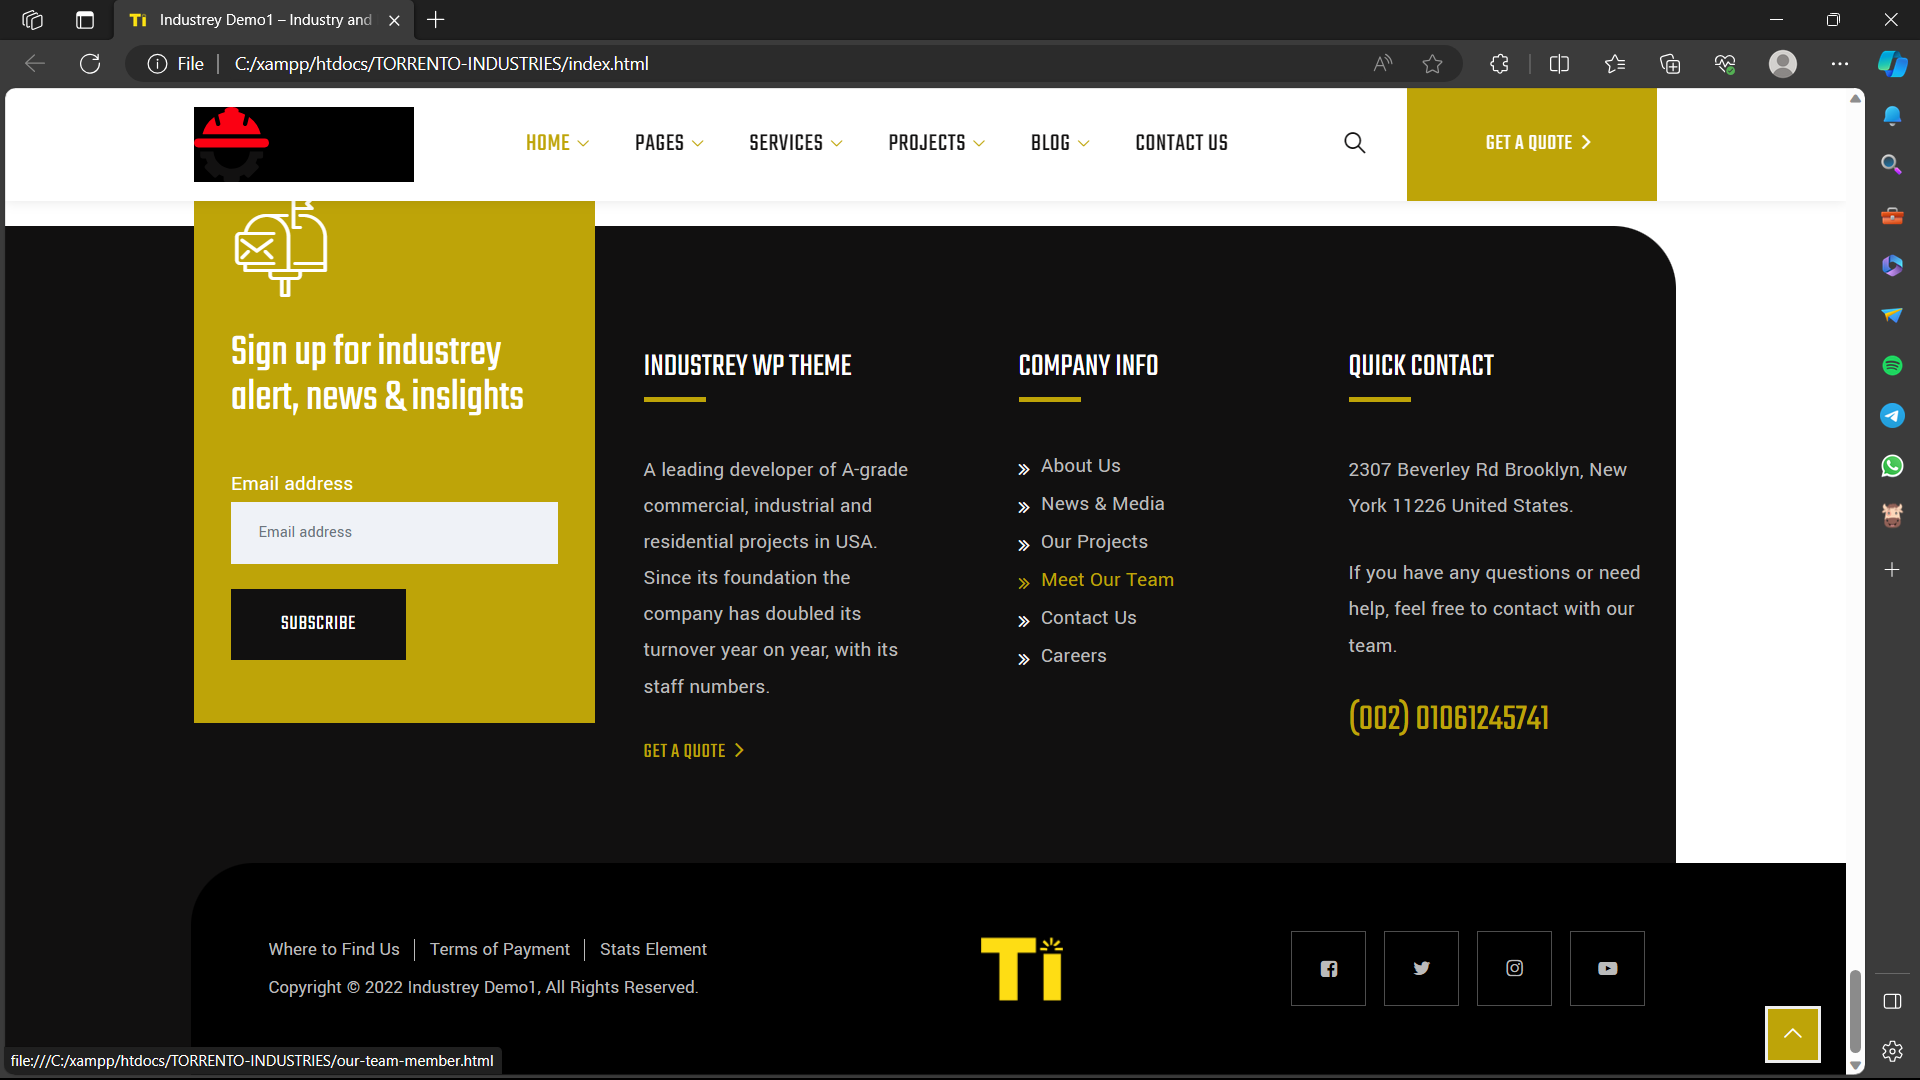 Industrey Demo1 – Industry and
File
C:/xampp/htdocs/TORRENTO-INDUSTRIES/index.html
HOME
PAGES
SERVICES
PROJECTS
BLOG
CONTACT US
GET A QUOTE
Sign up for industrey
alert, news & inslights
Email address
Email address
SUBSCRIBE
INDUSTREY WP THEME
A leading developer of A-grade
commercial, industrial and
residential projects in USA.
Since its foundation the
company has doubled its
turnover year on year, with its
staff numbers.
GET A QUOTE
COMPANY INFO
About Us
News & Media
Our Projects
Meet Our Team
Contact Us
Careers
QUICK CONTACT
2307 Beverley Rd Brooklyn, New
York 11226 United States.
If you have any questions or need
help, feel free to contact with our
team.
(002) 01061245741
Where to Find Us
Terms of Payment
Stats Element
Copyright © 2022 Industrey Demo1, All Rights Reserved.
Ti
file:///C:/xampp/htdocs/TORRENTO-INDUSTRIES/our-team-member.html